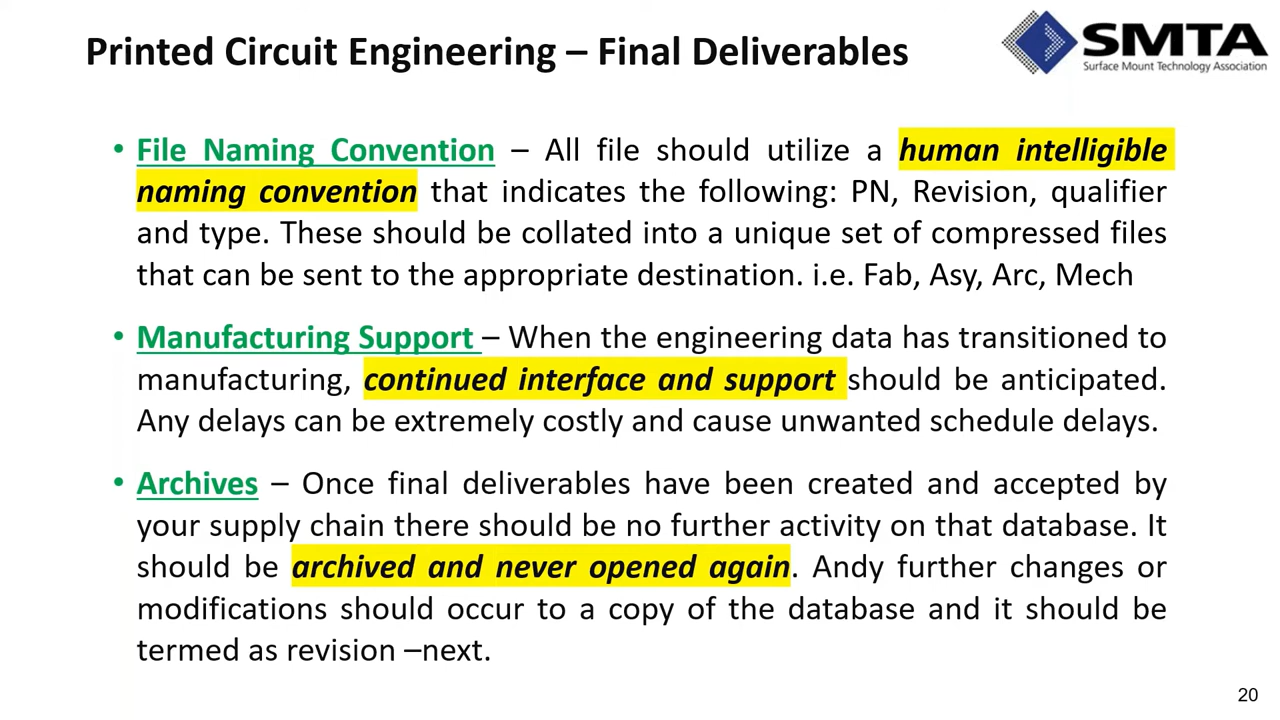 Printed Circuit Engineering – Final Deliverables
SMTA
Surface Mount Technology Association
• File Naming Convention – All file should utilize a human intelligible
naming convention that indicates the following: PN, Revision, qualifier
and type. These should be collated into a unique set of compressed files
that can be sent to the appropriate destination. i.e. Fab, Asy, Arc, Mech
• Manufacturing Support – When the engineering data has transitioned to
manufacturing, continued interface and support should be anticipated.
Any delays can be extremely costly and cause unwanted schedule delays.
• Archives – Once final deliverables have been created and accepted by
your supply chain there should be no further activity on that database. It
should be archived and never opened again. Andy further changes or
modifications should occur to a copy of the database and it should be
termed as revision –next.
20